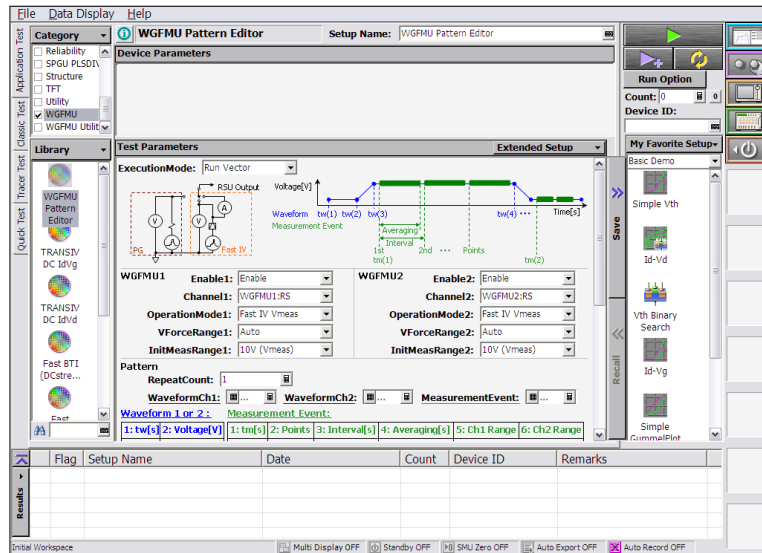 File Data Display Help
Application Test
Classic Test
Tracer Test
Quick Test
Category
Reliability
SPGU PLSDIV
Structure
TFT
Utility
WGFMU
WGFMU Utilit
Library
WGFMU
Pattern
Editor
TRANSIV
DC IdVg
TRANSIV
DC IdVd
Fast BTI
(DCstre...
Fast
WGFMU Pattern Editor
Setup Name: WGFMU Pattern Editor
Device Parameters
Test Parameters
Extended Setup
ExecutionMode: Run Vector
RSU Output
V
A
V
PG
Fast IV
Voltage[V]
Waveform tw(1) tw(2) tw(3) tw(4) ··· Time[s]
Measurement Event
Averaging
Interval
1st 2nd ··· Points
tm(1) tm(2)
WGFMU1 Enable1: Enable
Channel1: WGFMU1:RS
OperationMode1: Fast IV Vmeas
VForceRange1: Auto
InitMeasRange1: 10V (Vmeas)
WGFMU2 Enable2: Enable
Channel2: WGFMU2:RS
OperationMode2: Fast IV Vmeas
VForceRange2: Auto
InitMeasRange2: 10V (Vmeas)
Pattern
RepeatCount: 1
WaveformCh1: ... WaveformCh2: ... MeasurementEvent: ...
Waveform 1 or 2 : Measurement Event:
1: tw[s] 2: Voltage[V] 1: tm[s] 2: Points 3: Interval[s] 4: Averaging[s] 5: Ch1 Range 6: Ch2 Range
Save
Recall
Run Option
Count: 0 0
Device ID:
My Favorite Setup
Basic Demo
Simple Vth
Id-Vd
Vth Binary
Search
Id-Vg
Simple
GummelPlot
Results
Flag Setup Name Date Count Device ID Remarks
Initial Workspace
Multi Display OFF Standby OFF SMU Zero OFF Auto Export OFF Auto Record OFF